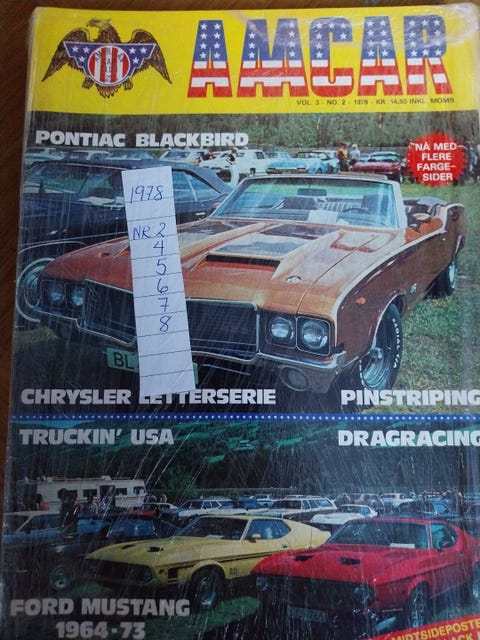 AMCAR
VOL. 3 - NO. 2 - 1978 - KR. 14,50 INKL. MOMS
PONTIAC BLACKBIRD
NÅ MED
FLERE
FARGE-
SIDER
1978
NR 2
4
5
6
7
8
BL
CHRYSLER LETTERSERIE
PINSTRIPING
TRUCKIN' USA
DRAGRACING
FORD MUSTANG
1964-73